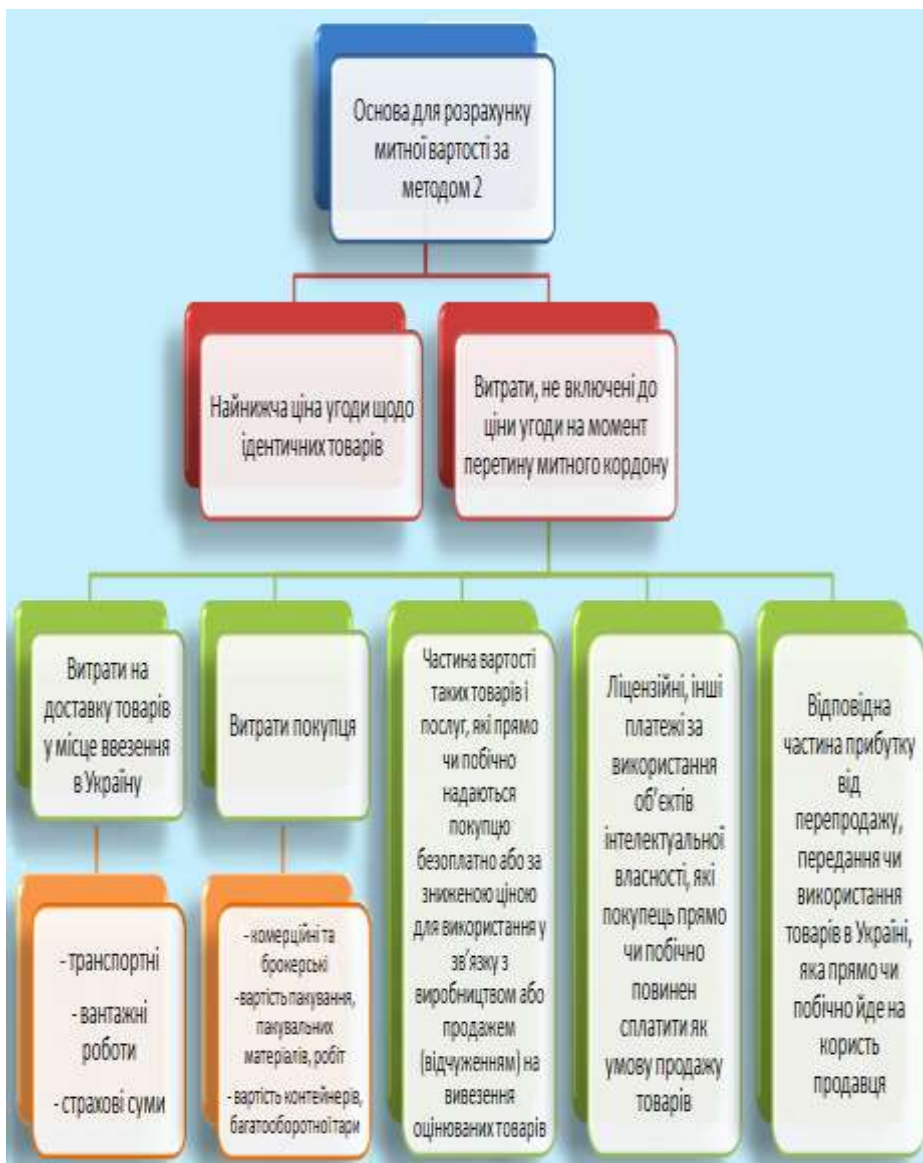 Основа для розрахунку
митної вартості за
методом 2
Найнижча ціна угоди щодо
ідентичних товарів
Витрати, не включені до
ціни угоди на момент
перетину митного кордону
Витрати на
доставку товарів
у місце ввезення
в Україну
- транспортні
- вантажні
роботи
- страхові суми
Витрати покупця
- комерційні та
брокерські
-вартість пакування,
пакувальних
матеріалів, робіт
-вартість контейнерів,
багатооборотної тари
Частина вартості
таких товарів і
послуг, які прямо
чи побічно
надаються
покупцю
безоплатно або за
зниженою ціною
для використання у
зв'язку з
виробництвом або
продажем
(відчуженням) на
вивезення
оцінюваних товарів
Ліцензійні, інші
платежі за
використання
об'єктів
інтелектуальної
власності, які
покупець прямо
чи побічно
повинен
сплатити як
умову продажу
товарів
Відповідна
частина прибутку
від
перепродажу,
передання чи
використання
товарів в Україні,
яка прямо чи
побічно йде на
користь
продавця